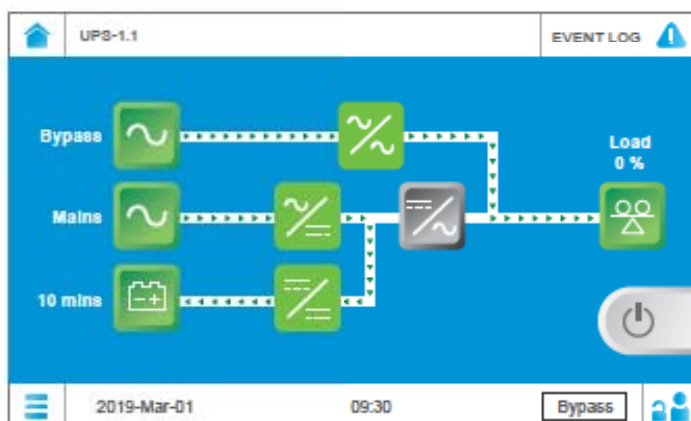 UPS-1.1
EVENT LOG
Bypass
Load
0 %
Mains
10 mins
2019-Mar-01
09:30
Bypass